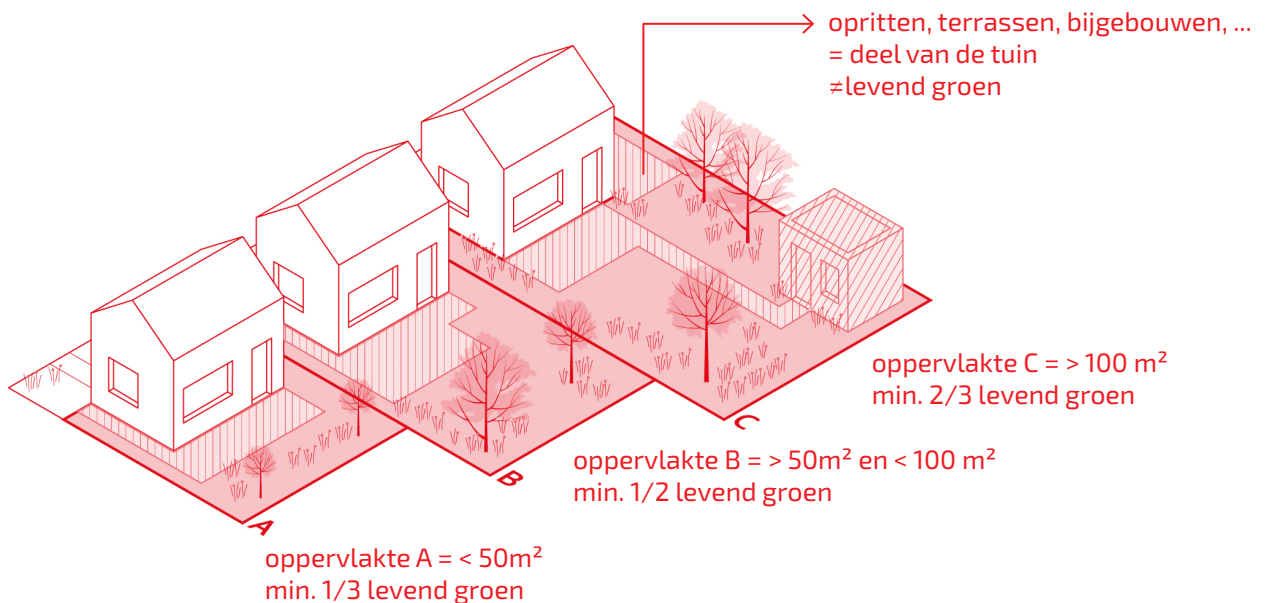 opritten, terrassen, bijgebouwen, ...
= deel van de tuin
≠levend groen
oppervlakte C = > 100 m²
min. 2/3 levend groen
C
oppervlakte B = > 50m² en < 100 m²
min. 1/2 levend groen
B
A
oppervlakte A = < 50m²
min. 1/3 levend groen